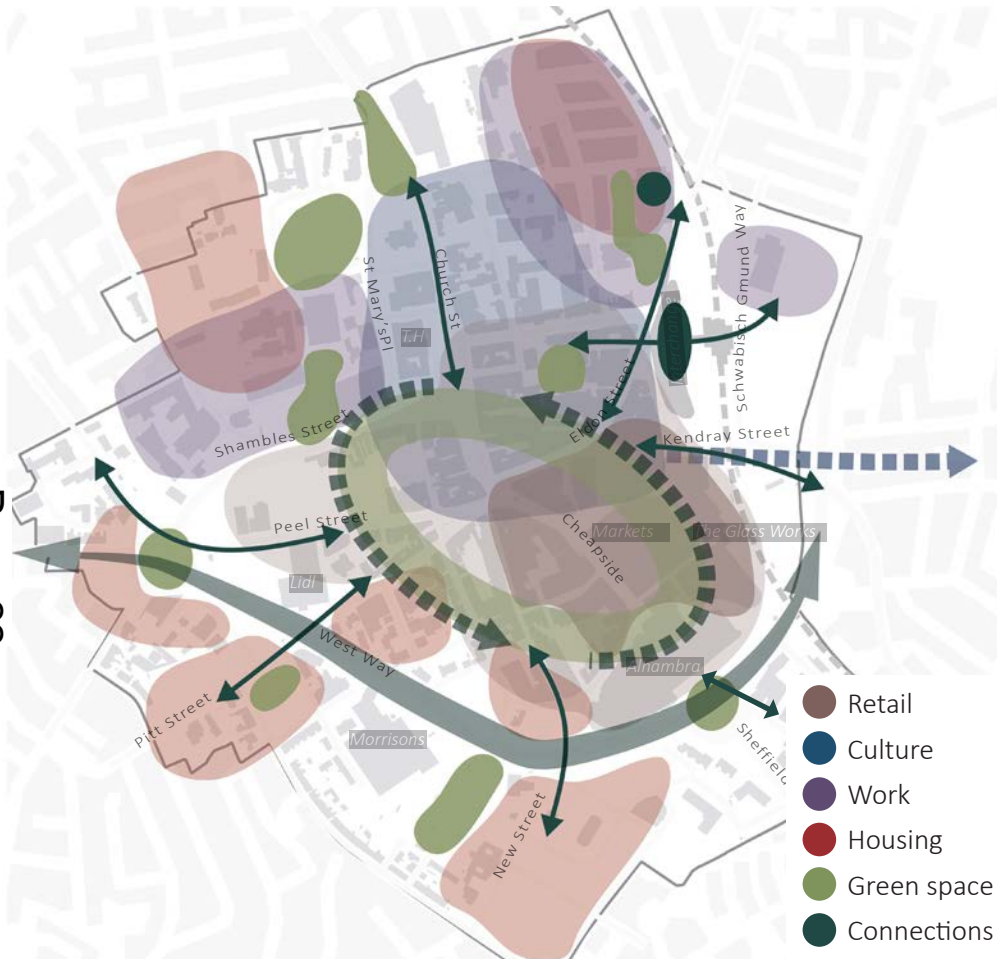 Schwabisch Gmund Way
Church St
St Mary'sPl
T.H
Eldon Street
Kendray Street
Shambles Street
Peel Street
Cheapside
Markets
The Glass Works
Lidl
West Way
Alhambra
Pitt Street
Morrisons
Sheffield
New Street
Retail
Culture
Work
Housing
Green space
Connections